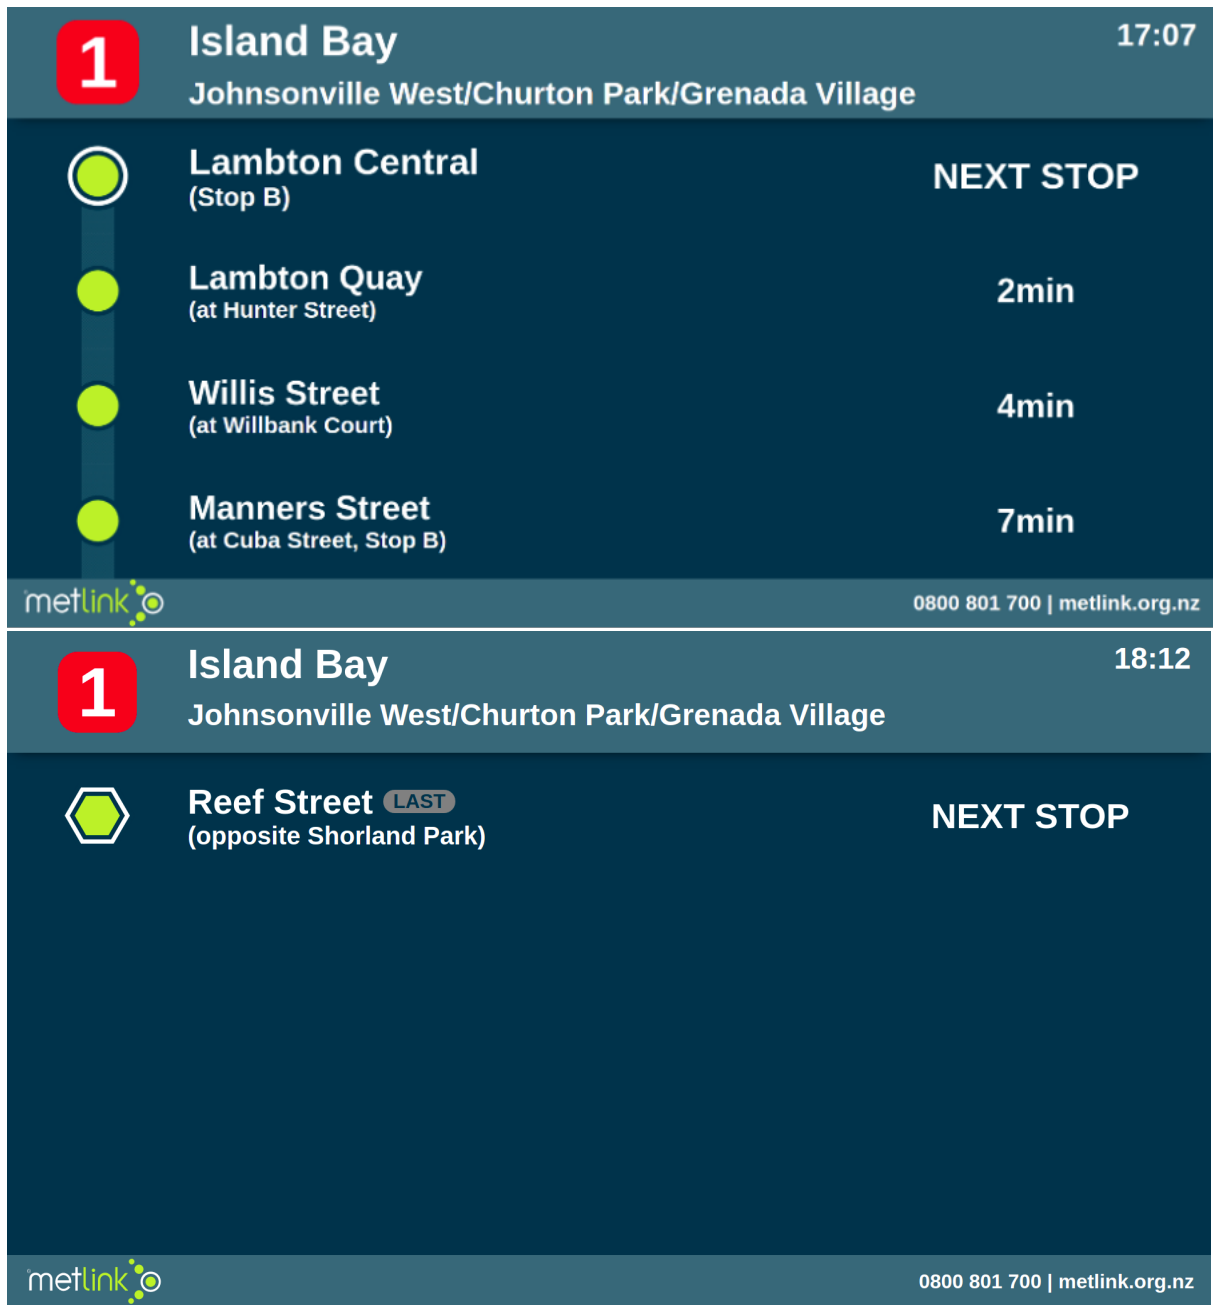 1
Island Bay
17:07
Johnsonville West/Churton Park/Grenada Village
Lambton Central
(Stop B)
NEXT STOP
Lambton Quay
(at Hunter Street)
2min
Willis Street
(at Willbank Court)
4min
Manners Street
(at Cuba Street, Stop B)
7min
metlink
0800 801 700 | metlink.org.nz
1
Island Bay
18:12
Johnsonville West/Churton Park/Grenada Village
Reef Street LAST
(opposite Shorland Park)
NEXT STOP
metlink
0800 801 700 | metlink.org.nz